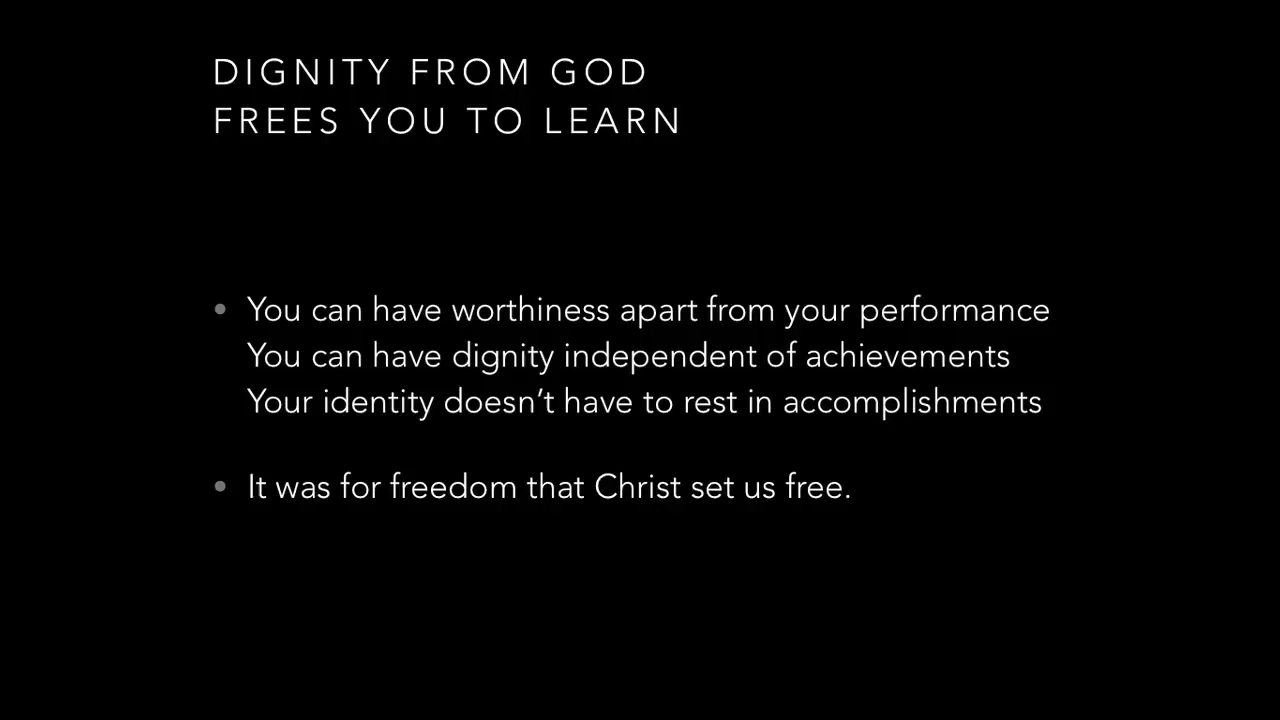 DIGNITY FROM GOD
FREES YOU TO LEARN
• You can have worthiness apart from your performance
You can have dignity independent of achievements
Your identity doesn’t have to rest in accomplishments
• It was for freedom that Christ set us free.